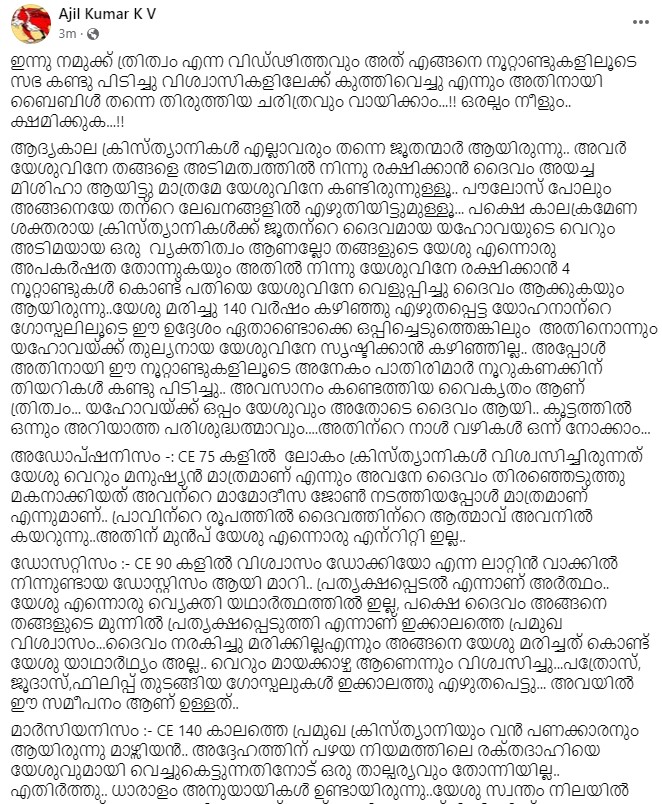 Ajil Kumar K V
3m ·
ഇന്നു നമുക്ക് ത്രിത്വം എന്ന വിഡ്ഢിത്തവും അത് എങ്ങനെ നൂറ്റാണ്ടുകളിലൂടെ
സഭ കണ്ടു പിടിച്ചു വിശ്വാസികളിലേക്ക് കുത്തിവെച്ചു എന്നും അതിനായി
ബൈബിൾ തന്നെ തിരുത്തിയ ചരിത്രവും വായിക്കാം...!! ഒരല്പം നീളും..
ക്ഷമിക്കുക...!!
ആദ്യകാല ക്രിസ്ത്യാനികൾ എല്ലാവരും തന്നെ ജൂതന്മാർ ആയിരുന്നു.. അവർ
യേശുവിനേ തങ്ങളെ അടിമത്വത്തിൽ നിന്നു രക്ഷിക്കാൻ ദൈവം അയച്ച
മിശിഹാ ആയിട്ടു മാത്രമേ യേശുവിനേ കണ്ടിരുന്നുള്ളൂ.. പൗലോസ് പോലും
അങ്ങനെയേ തന്റെ ലേഖനങ്ങളിൽ എഴുതിയിട്ടുമുള്ളൂ... പക്ഷെ കാലക്രമേണ
ശക്തരായ ക്രിസ്ത്യാനികൾക്ക് ജൂതന്റെ ദൈവമായ യഹോവയുടെ വെറും
അടിമയായ ഒരു വ്യക്തിത്വം ആണല്ലോ തങ്ങളുടെ യേശു എന്നൊരു
അപകർഷത തോന്നുകയും അതിൽ നിന്നു യേശുവിനേ രക്ഷിക്കാൻ 4
നൂറ്റാണ്ടുകൾ കൊണ്ട് പതിയെ യേശുവിനേ വെളുപ്പിച്ചു ദൈവം ആക്കുകയും
ആയിരുന്നു..യേശു മരിച്ചു 140 വർഷം കഴിഞ്ഞു എഴുതപ്പെട്ട യോഹന്നാന്റെ
ഗോസ്പലിലൂടെ ഈ ഉദ്ദേശം ഏതാണ്ടൊക്കെ ഒപ്പിച്ചെടുത്തെങ്കിലും അതിനൊന്നും
യഹോവയ്ക്ക് തുല്യനായ യേശുവിനേ സൃഷ്ടിക്കാൻ കഴിഞ്ഞില്ല.. അപ്പോൾ
അതിനായി ഈ നൂറ്റാണ്ടുകളിലൂടെ അനേകം പാതിരിമാർ നൂറുകണക്കിന്
തിയറികൾ കണ്ടു പിടിച്ചു.. അവസാനം കണ്ടെത്തിയ വൈകൃതം ആണ്
ത്രിത്വം... യഹോവയ്ക്ക് ഒപ്പം യേശുവും അതോടെ ദൈവം ആയി.. കൂട്ടത്തിൽ
ഒന്നും അറിയാത്ത പരിശുദ്ധത്മാവും....അതിന്റെ നാൾ വഴികൾ ഒന്ന് നോക്കാം...
അഡോപ്ഷനിസം -: CE 75 കളിൽ ലോകം ക്രിസ്ത്യാനികൾ വിശ്വസിച്ചിരുന്നത്
യേശു വെറും മനുഷ്യൻ മാത്രമാണ് എന്നും അവനേ ദൈവം തിരഞ്ഞെടുത്തു
മകനാക്കിയത് അവന്റെ മാമോദീസ ജോൺ നടത്തിയപ്പോൾ മാത്രമാണ്
എന്നുമാണ്.. പ്രാവിന്റെ രൂപത്തിൽ ദൈവത്തിന്റെ ആത്മാവ് അവനിൽ
കയറുന്നു..അതിന് മുൻപ് യേശു എന്നൊരു എന്റിറ്റി ഇല്ല..
ഡോസറ്റിസം :- CE 90 കളിൽ വിശ്വാസം ഡോക്കിയോ എന്ന ലാറ്റിൻ വാക്കിൽ
നിന്നുണ്ടായ ഡോസ്റ്റിസം ആയി മാറി.. പ്രത്യക്ഷപ്പെടൽ എന്നാണ് അർത്ഥം..
യേശു എന്നൊരു വ്യെക്തി യഥാർത്ഥത്തിൽ ഇല്ല, പക്ഷെ ദൈവം അങ്ങനെ
തങ്ങളുടെ മുന്നിൽ പ്രത്യക്ഷപ്പെടുത്തി എന്നാണ് ഇക്കാലത്തെ പ്രമുഖ
വിശ്വാസം...ദൈവം നരകിച്ചു മരിക്കില്ലഎന്നും അങ്ങനെ യേശു മരിച്ചത് കൊണ്ട്
യേശു യാഥാർഥ്യം അല്ല.. വെറും മായക്കാഴ്ച ആണെന്നും വിശ്വസിച്ചു...പത്രോസ്,
ജൂദാസ്,ഫിലിപ്പ് തുടങ്ങിയ ഗോസ്പലുകൾ ഇക്കാലത്തു എഴുതപെട്ടു... അവയിൽ
ഈ സമീപനം ആണ് ഉള്ളത്..
മാർസിയനിസം :- CE 140 കാലത്തെ പ്രമുഖ ക്രിസ്ത്യാനിയും വൻ പണക്കാരനും
ആയിരുന്നു മാഴ്സിയൻ.. അദ്ദേഹത്തിന് പഴയ നിയമത്തിലെ രക്തദാഹിയെ
യേശുവുമായി വെച്ചുകെട്ടുന്നതിനോട് ഒരു താല്പര്യവും തോന്നിയില്ല..
എതിർത്തു.. ധാരാളം അനുയായികൾ ഉണ്ടായിരുന്നു..യേശു സ്വന്തം നിലയിൽ